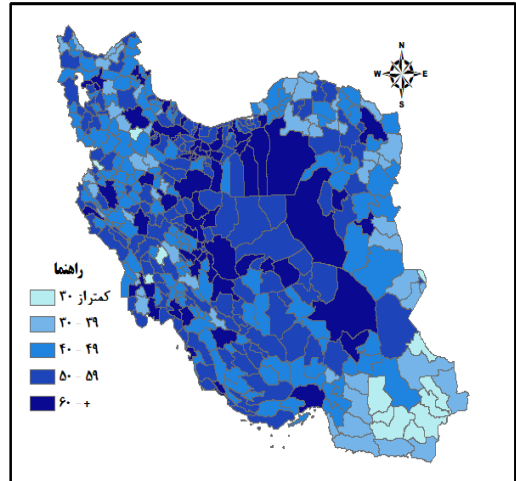 N
W E
S
راهنما
کمتراز ۳۰
۳۰ - ۳۹
۴۰ - ۴۹
۵۰ - ۵۹
۶۰ - +